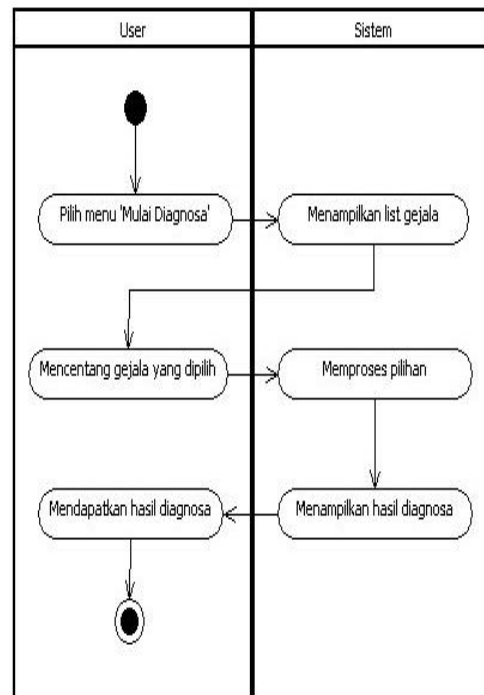 User
Sistem
Pilih menu 'Mulai Diagnosa'
Menampilkan list gejala
Mencentang gejala yang dipilih
Memproses pilihan
Mendapatkan hasil diagnosa
Menampilkan hasil diagnosa